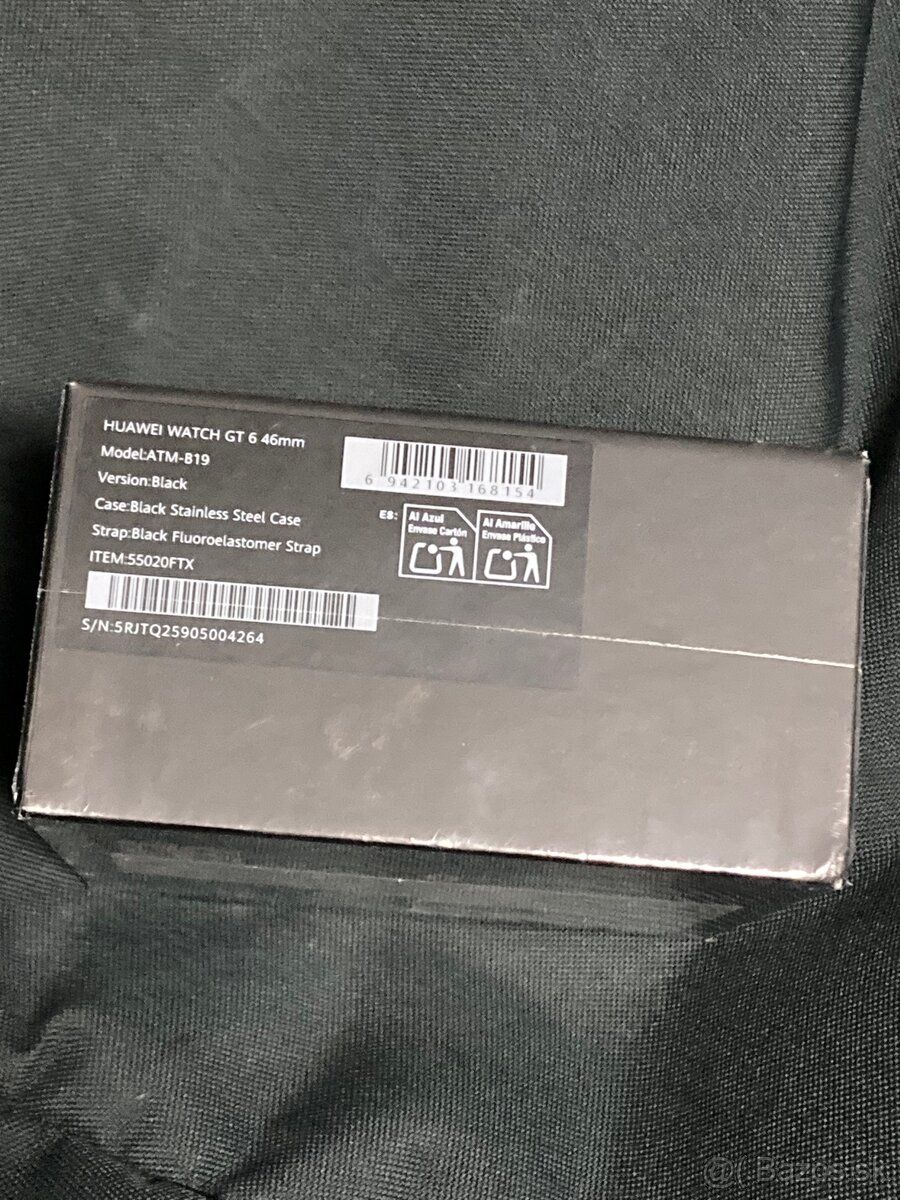 HUAWEI WATCH GT 6 46mm
Model:ATM-B19
Version:Black
Case:Black Stainless Steel Case
Strap:Black Fluoroelastomer Strap
ITEM:55020FTX
S/N:5RJTQ25905004264
6 942103 168154
ES:
Al Azul
Envase Cartón
Al Amarillo
Envase Plástico
Bazos.sk